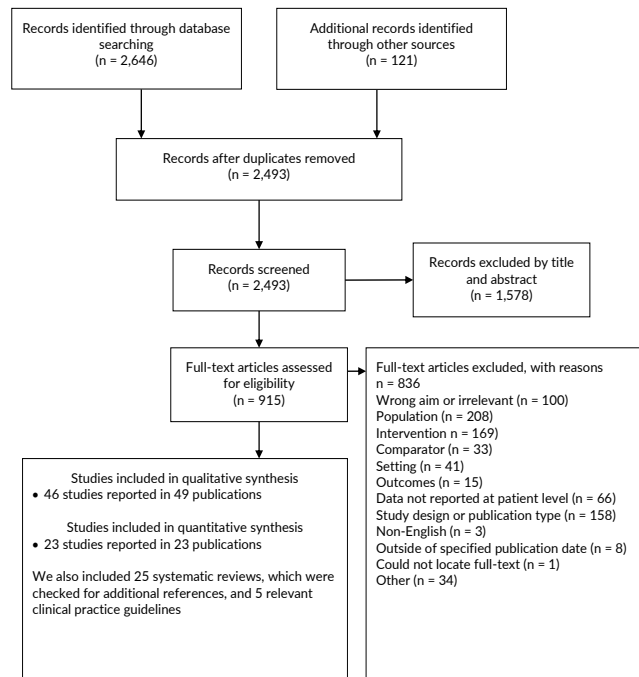 Records identified through database
searching
(n = 2,646)
Additional records identified
through other sources
(n = 121)
Records after duplicates removed
(n = 2,493)
Records screened
(n = 2,493)
Records excluded by title
and abstract
(n = 1,578)
Full-text articles assessed
for eligibility
(n = 915)
Full-text articles excluded, with reasons
n = 836
Wrong aim or irrelevant (n = 100)
Population (n = 208)
Intervention n = 169)
Comparator (n = 33)
Setting (n = 41)
Outcomes (n = 15)
Data not reported at patient level (n = 66)
Study design or publication type (n = 158)
Non-English (n = 3)
Outside of specified publication date (n = 8)
Could not locate full-text (n = 1)
Other (n = 34)
Studies included in qualitative synthesis
• 46 studies reported in 49 publications
Studies included in quantitative synthesis
• 23 studies reported in 23 publications
We also included 25 systematic reviews, which were
checked for additional references, and 5 relevant
clinical practice guidelines